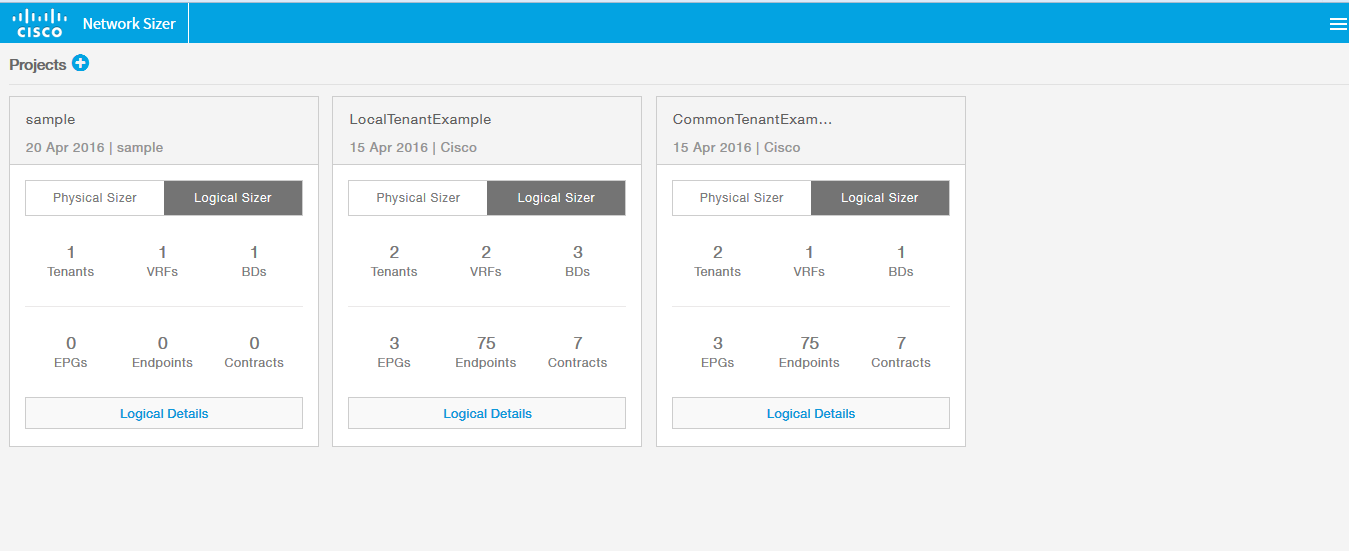 CISCO Network Sizer
Projects
sample
20 Apr 2016 | sample
Physical Sizer Logical Sizer
1 1 1
Tenants VRFs BDs
0 0 0
EPGs Endpoints Contracts
Logical Details
LocalTenantExample
15 Apr 2016 | Cisco
Physical Sizer Logical Sizer
2 2 3
Tenants VRFs BDs
3 75 7
EPGs Endpoints Contracts
Logical Details
CommonTenantExam...
15 Apr 2016 | Cisco
Physical Sizer Logical Sizer
2 1 1
Tenants VRFs BDs
3 75 7
EPGs Endpoints Contracts
Logical Details